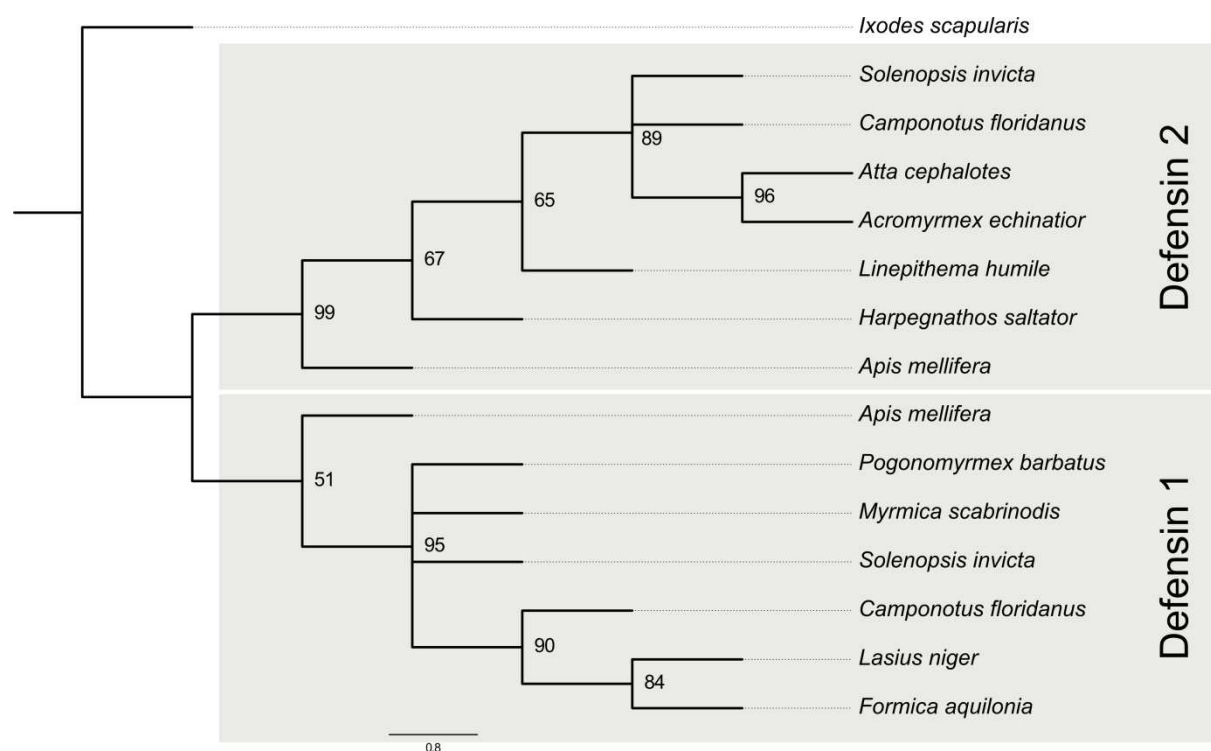 Ixodes scapularis
Solenopsis invicta
Camponotus floridanus
89
Atta cephalotes
96
65
Acromyrmex echinatior
67
Linepithema humile
99
Harpegnathos saltator
Apis mellifera
Defensin 2
Apis mellifera
Pogonomyrmex barbatus
51
Myrmica scabrinodis
95
Solenopsis invicta
Camponotus floridanus
90
Lasius niger
84
Formica aquilonia
Defensin 1
0.8